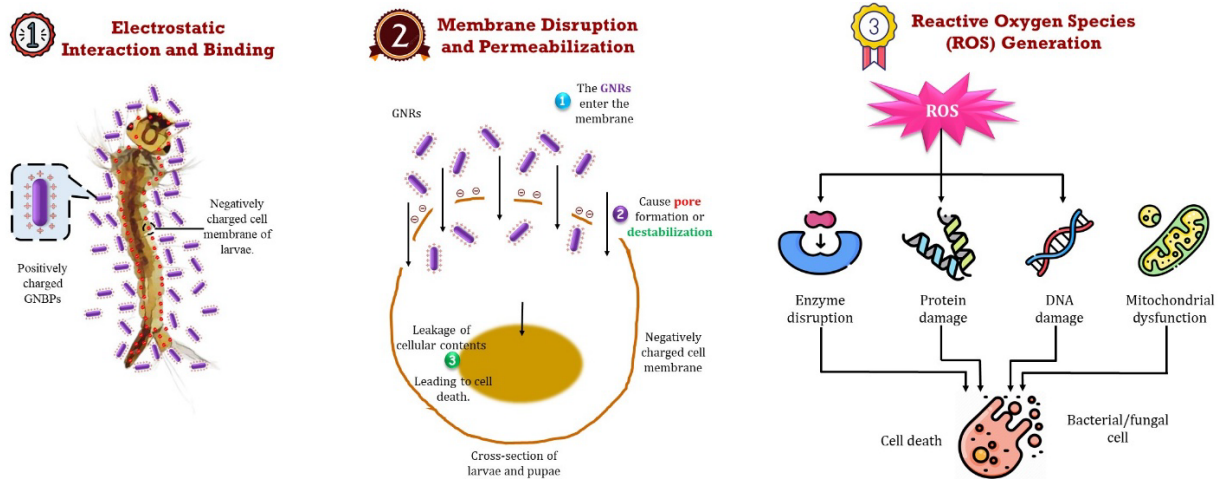 1
Electrostatic
Interaction and Binding
Positively
charged
GNBPs
Negatively
charged cell
membrane of
larvae.
2
Membrane Disruption
and Permeabilization
GNRs
1
The GNRs
enter the
membrane
2
Cause pore
formation or
destabilization
Leakage of
cellular contents
3
Leading to cell
death.
Negatively
charged cell
membrane
Cross-section of
larvae and pupae
3
Reactive Oxygen Species
(ROS) Generation
ROS
Enzyme
disruption
Protein
damage
DNA
damage
Mitochondrial
dysfunction
Cell death
Bacterial/fungal
cell